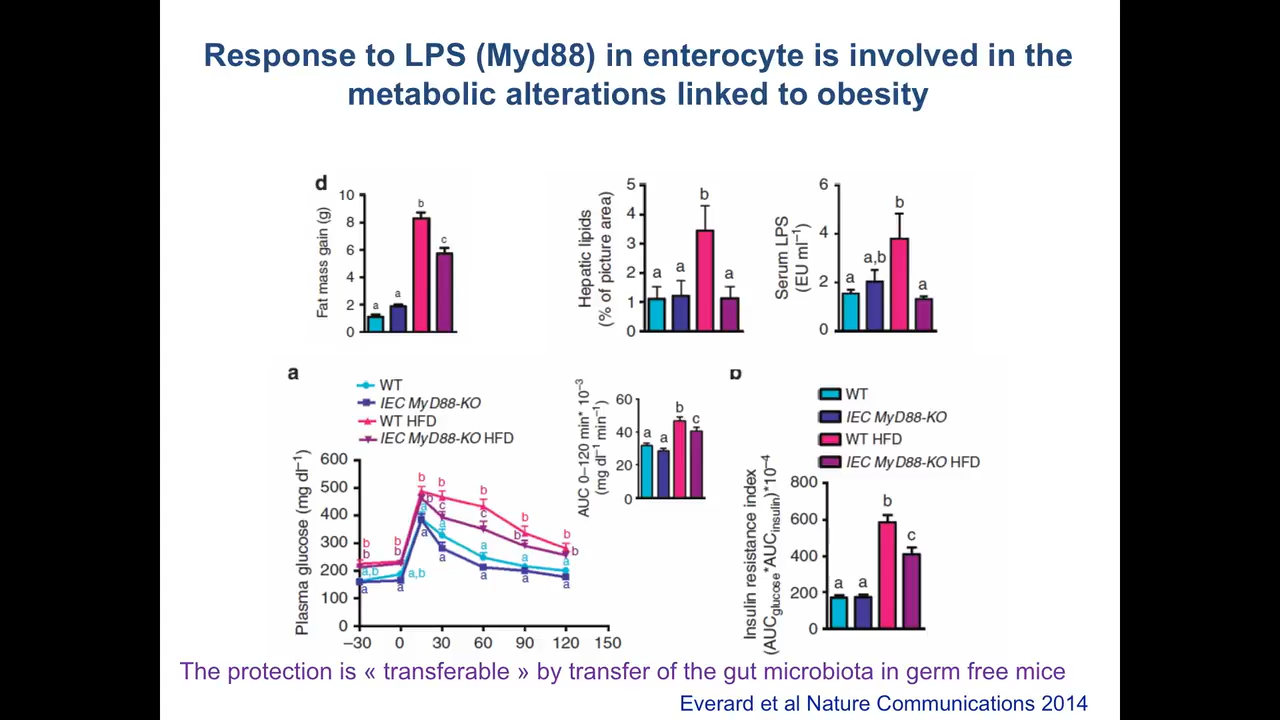 Response to LPS (Myd88) in enterocyte is involved in the
metabolic alterations linked to obesity
d
Fat mass gain (g)
10
8
6
4
2
0
a
a
b
c
Hepatic lipids
(% of picture area)
5
4
3
2
1
0
a
a
b
a
Serum LPS
(EU ml⁻¹)
6
4
2
0
a
a,b
b
a
a
WT
IEC MyD88-KO
WT HFD
IEC MyD88-KO HFD
Plasma glucose (mg dl⁻¹)
600
500
400
300
200
100
0
b
b
b
b
b
b
b
b
b
b
c
c
b
b
a,b
a,b
a
a
a
a
a
a
a
a
a
a
a
a
−30
0
30
60
90
120
150
AUC 0–120 min* 10⁻³
(mg dl⁻¹ min⁻¹)
60
40
20
0
a
a
b
c
b
WT
IEC MyD88-KO
WT HFD
IEC MyD88-KO HFD
Insulin resistance index
(AUCglucose*AUCinsulin)*10⁻⁴
800
600
400
200
0
a
a
b
c
The protection is « transferable » by transfer of the gut microbiota in germ free mice
Everard et al Nature Communications 2014